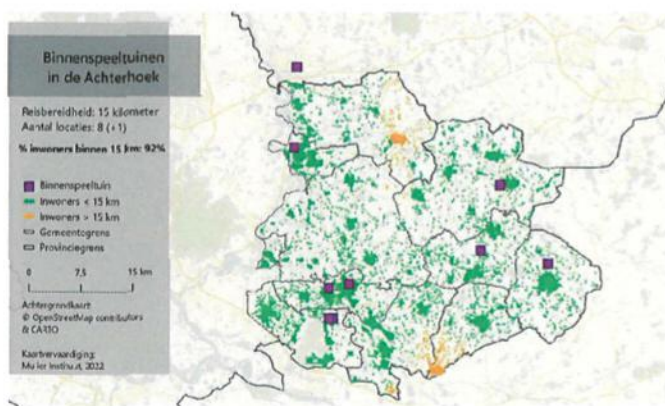 Binnenspeeltuinen
in de Achterhoek
Reisbereidheid: 15 kilometer
Aantal locaties: 8 (+1)
% inwoners binnen 15 km: 92%
Binnenspeeltuin
Inwoners < 15 km
Inwoners > 15 km
Gemeentegrens
Provinciegrens
0 7,5 15 km
Achtergrondkaart:
© OpenStreetMap contributors
& CARTO
Kaartvervaardiging:
Mulier Instituut, 2022